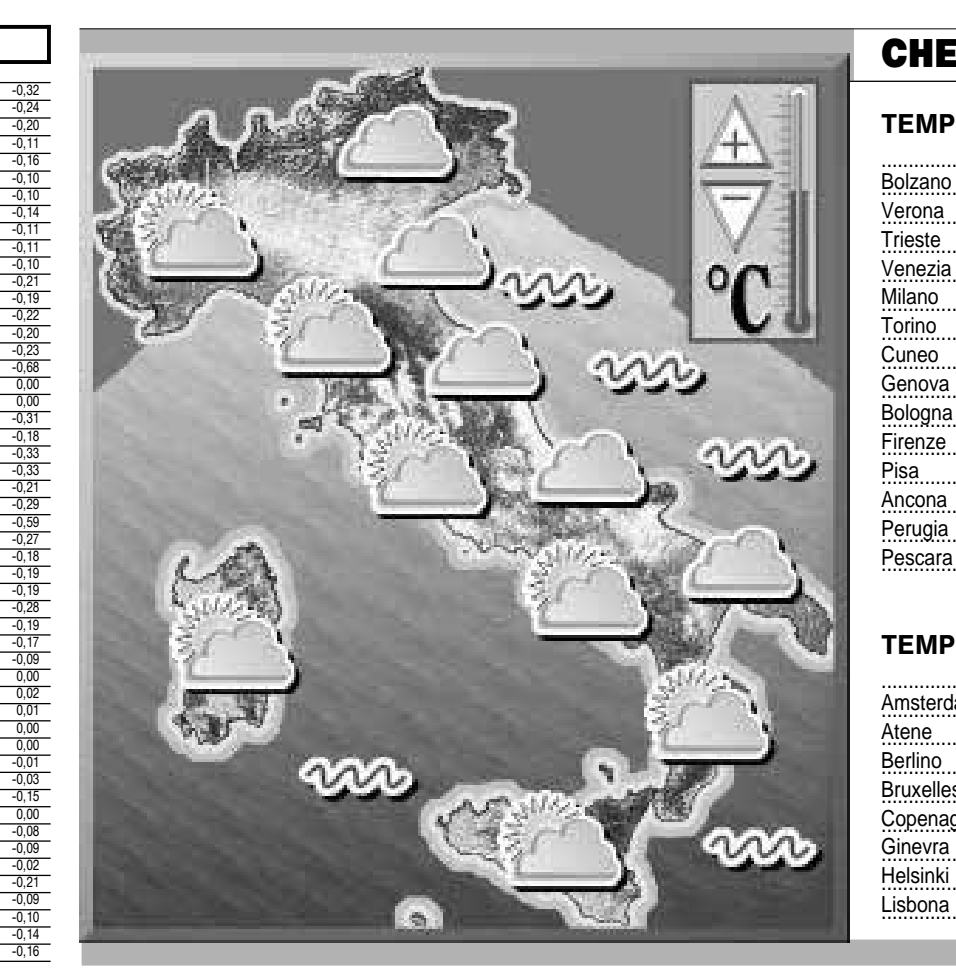 -0,32
-0,24
-0,20
-0,11
-0,16
-0,10
-0,10
-0,14
-0,11
-0,11
-0,10
-0,21
-0,19
-0,22
-0,20
-0,23
-0,68
0,00
0,00
-0,31
-0,18
-0,33
-0,33
-0,21
-0,29
-0,59
-0,27
-0,18
-0,19
-0,19
-0,28
-0,19
-0,17
-0,09
0,00
0,02
0,01
0,00
0,00
-0,01
-0,03
-0,15
0,00
-0,08
-0,09
-0,02
-0,21
-0,09
-0,10
-0,14
-0,16
+
−
°C
CHE
TEMP
Bolzano
Verona
Trieste
Venezia
Milano
Torino
Cuneo
Genova
Bologna
Firenze
Pisa
Ancona
Perugia
Pescara
TEMP
Amsterda
Atene
Berlino
Bruxelles
Copenag
Ginevra
Helsinki
Lisbona